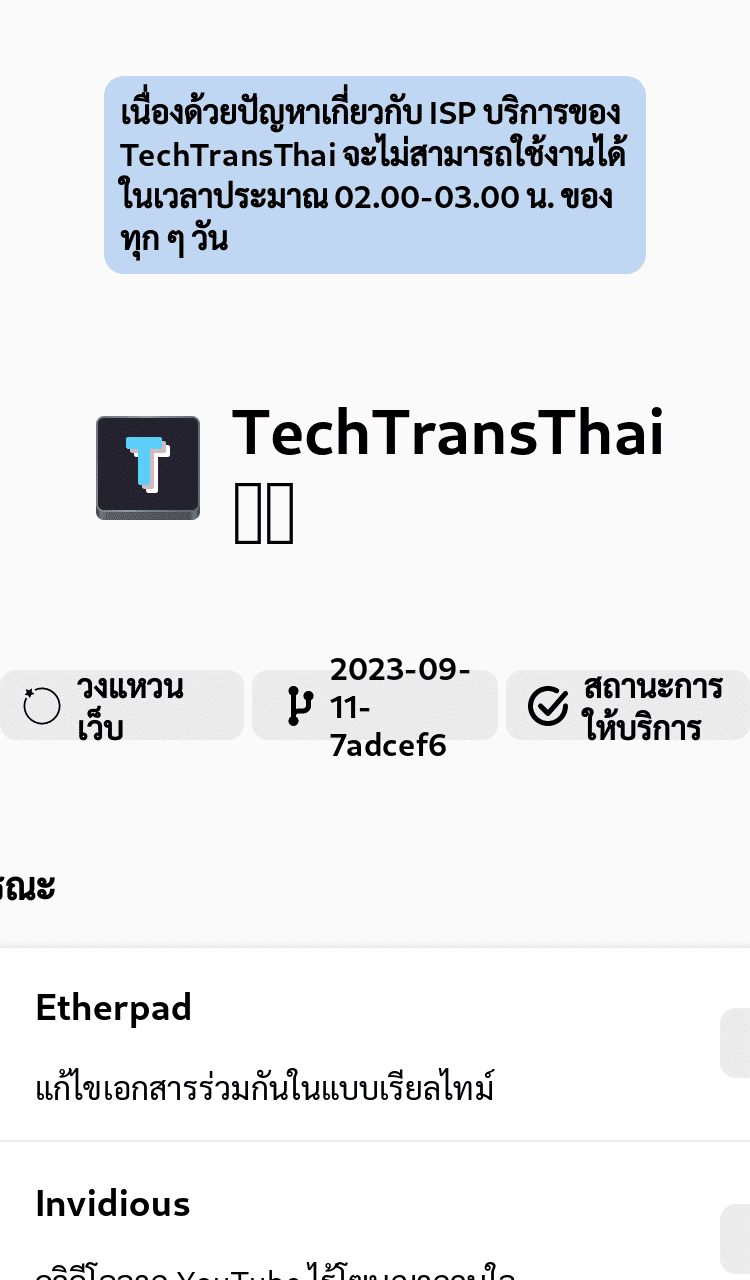 เนื่องด้วยปัญหาเกี่ยวกับ ISP บริการของ
TechTransThai จะไม่สามารถใช้งานได้
ในเวลาประมาณ 02.00-03.00 น. ของ
ทุก ๆ วัน
TechTransThai
วงแหวน
เว็บ
2023-09-
11-
7adcef6
สถานะการ
ให้บริการ
รณะ
Etherpad
แก้ไขเอกสารร่วมกันในแบบเรียลไทม์
Invidious
YouTube